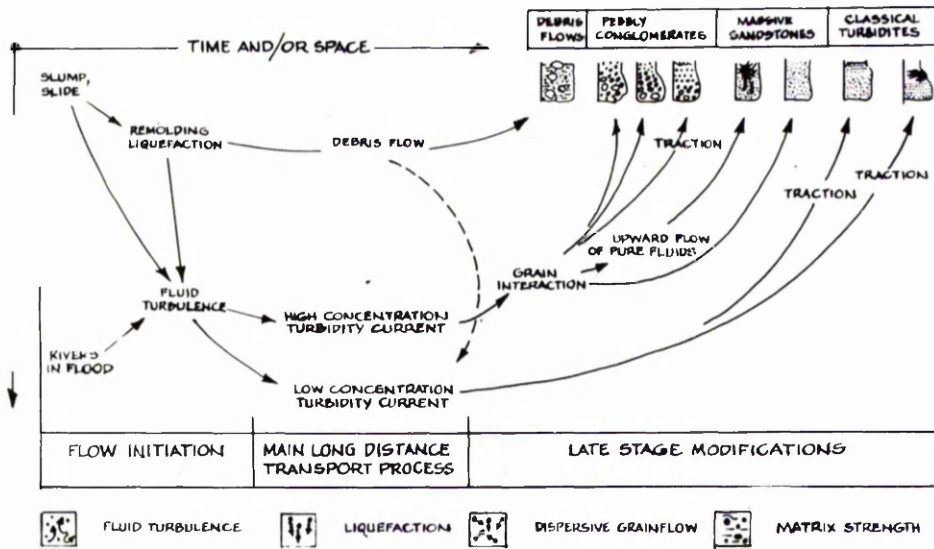 DEBRIS
FLOWS
PEBBLY
CONGLOMERATES
MASSIVE
SANDSTONES
CLASSICAL
TURBIDITES
TIME AND/OR SPACE
SLUMP,
SLIDE
REMOLDING
LIQUEFACTION
DEBRIS FLOW
TRACTION
TRACTION
TRACTION
UPWARD FLOW
OF PURE FLUIDS
GRAIN
INTERACTION
FLUID
TURBULENCE
HIGH CONCENTRATION
TURBIDITY CURRENT
RIVERS
IN FLOOD
LOW CONCENTRATION
TURBIDITY CURRENT
FLOW INITIATION
MAIN LONG DISTANCE
TRANSPORT PROCESS
LATE STAGE MODIFICATIONS
FLUID TURBULENCE
LIQUEFACTION
DISPERSIVE GRAINFLOW
MATRIX STRENGTH